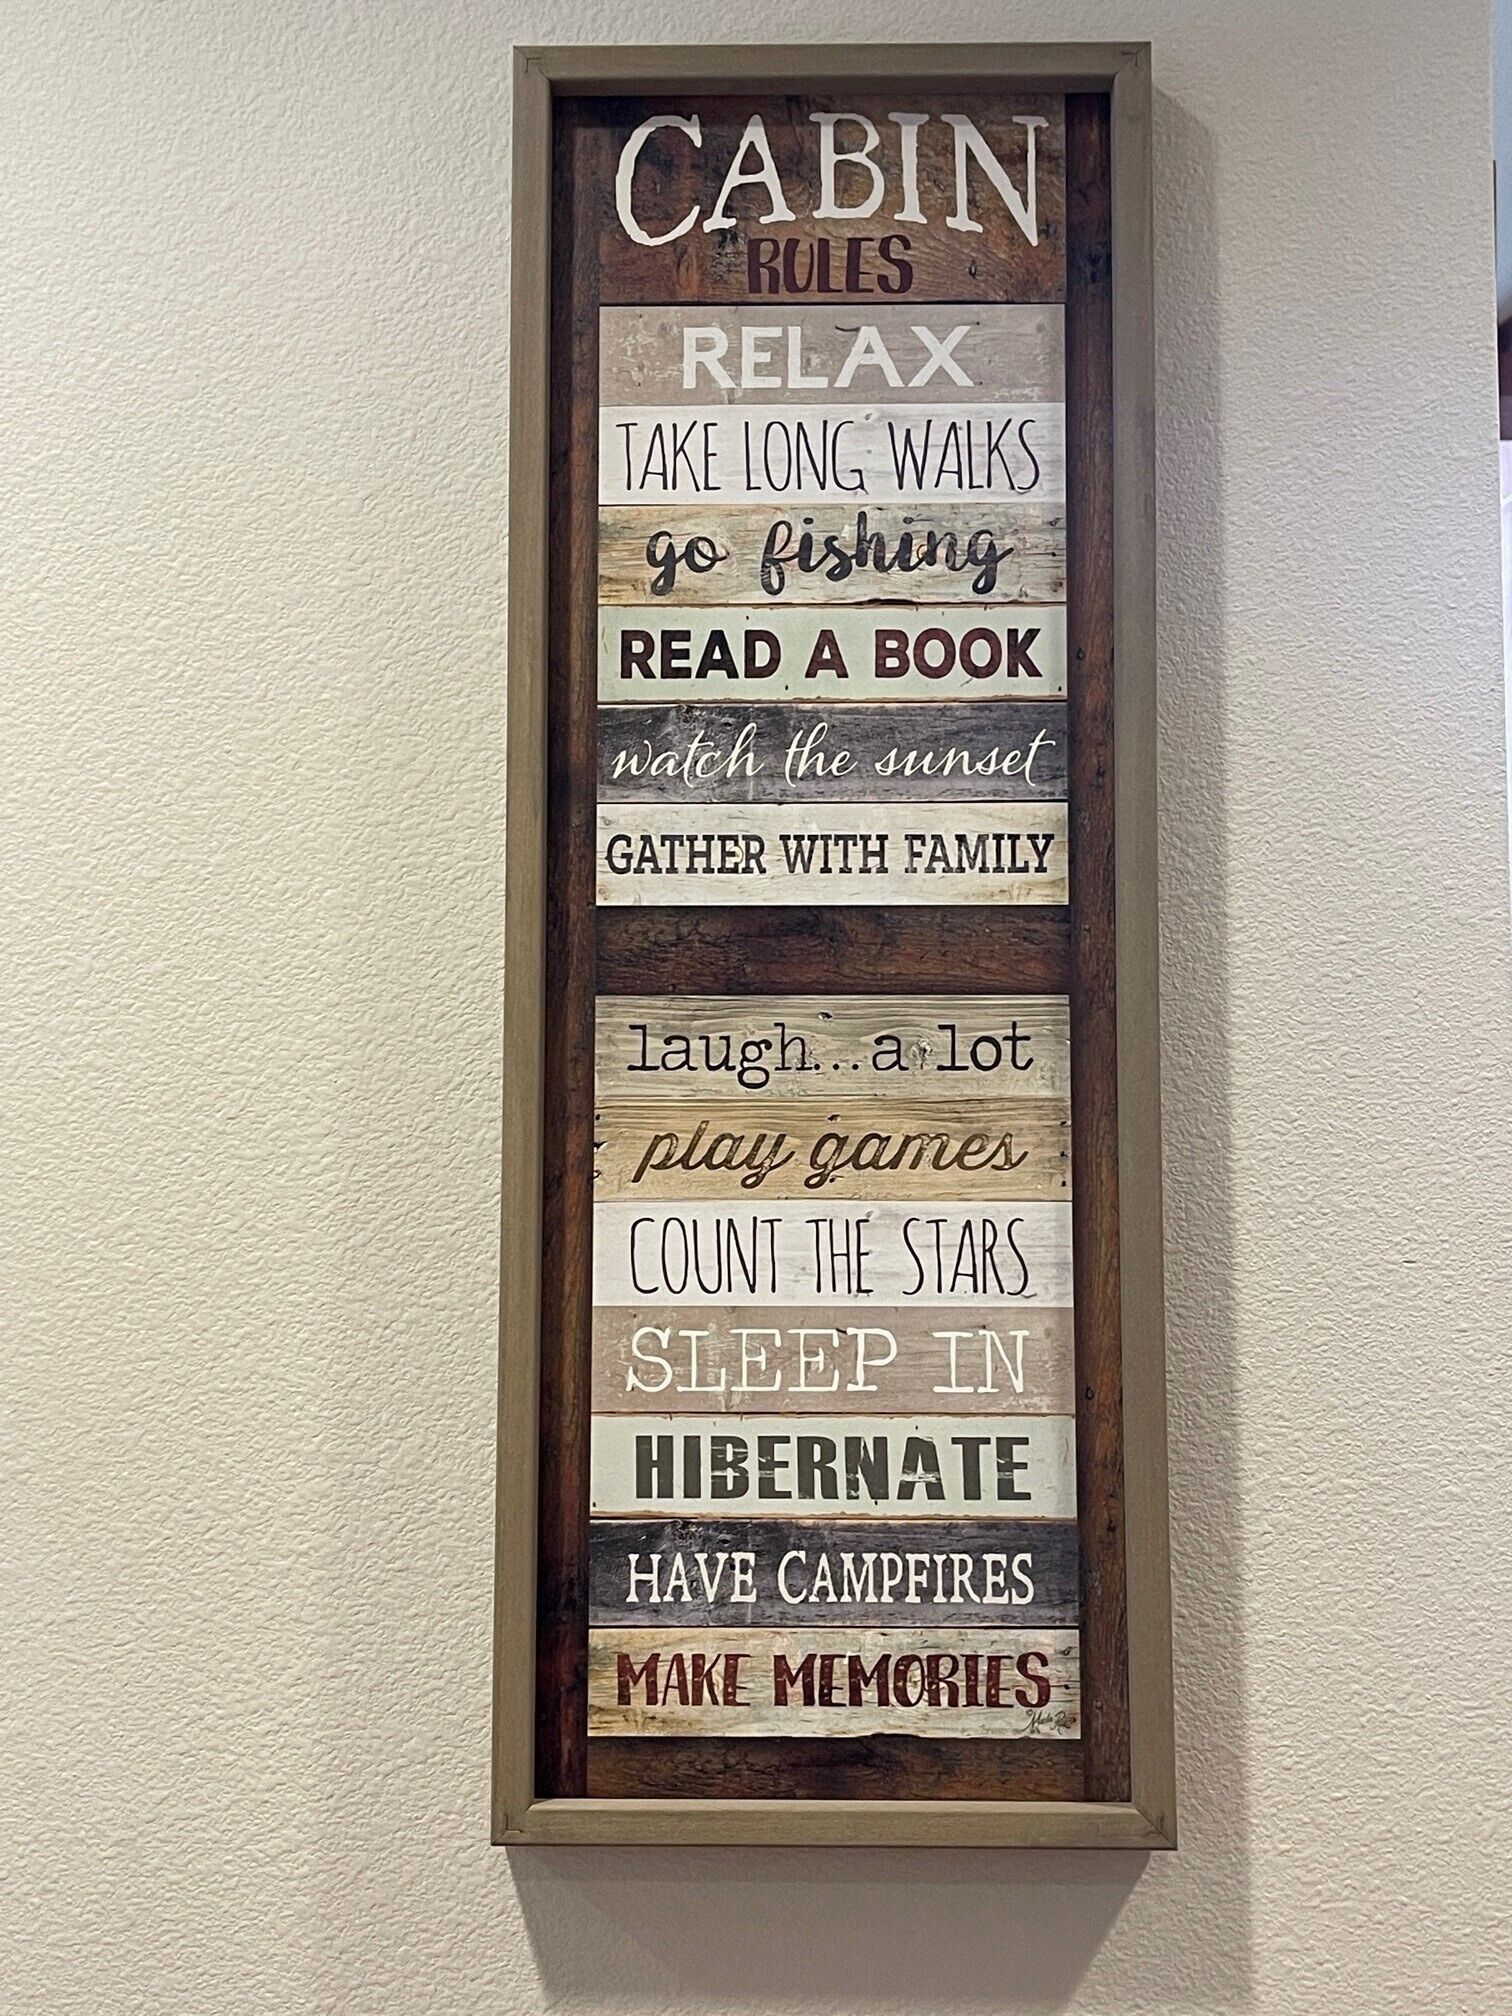 CABIN
RULES
RELAX
TAKE LONG WALKS
go fishing
READ A BOOK
watch the sunset
GATHER WITH FAMILY
laugh...a lot
play games
COUNT THE STARS
SLEEP IN
HIBERNATE
HAVE CAMPFIRES
MAKE MEMORIES